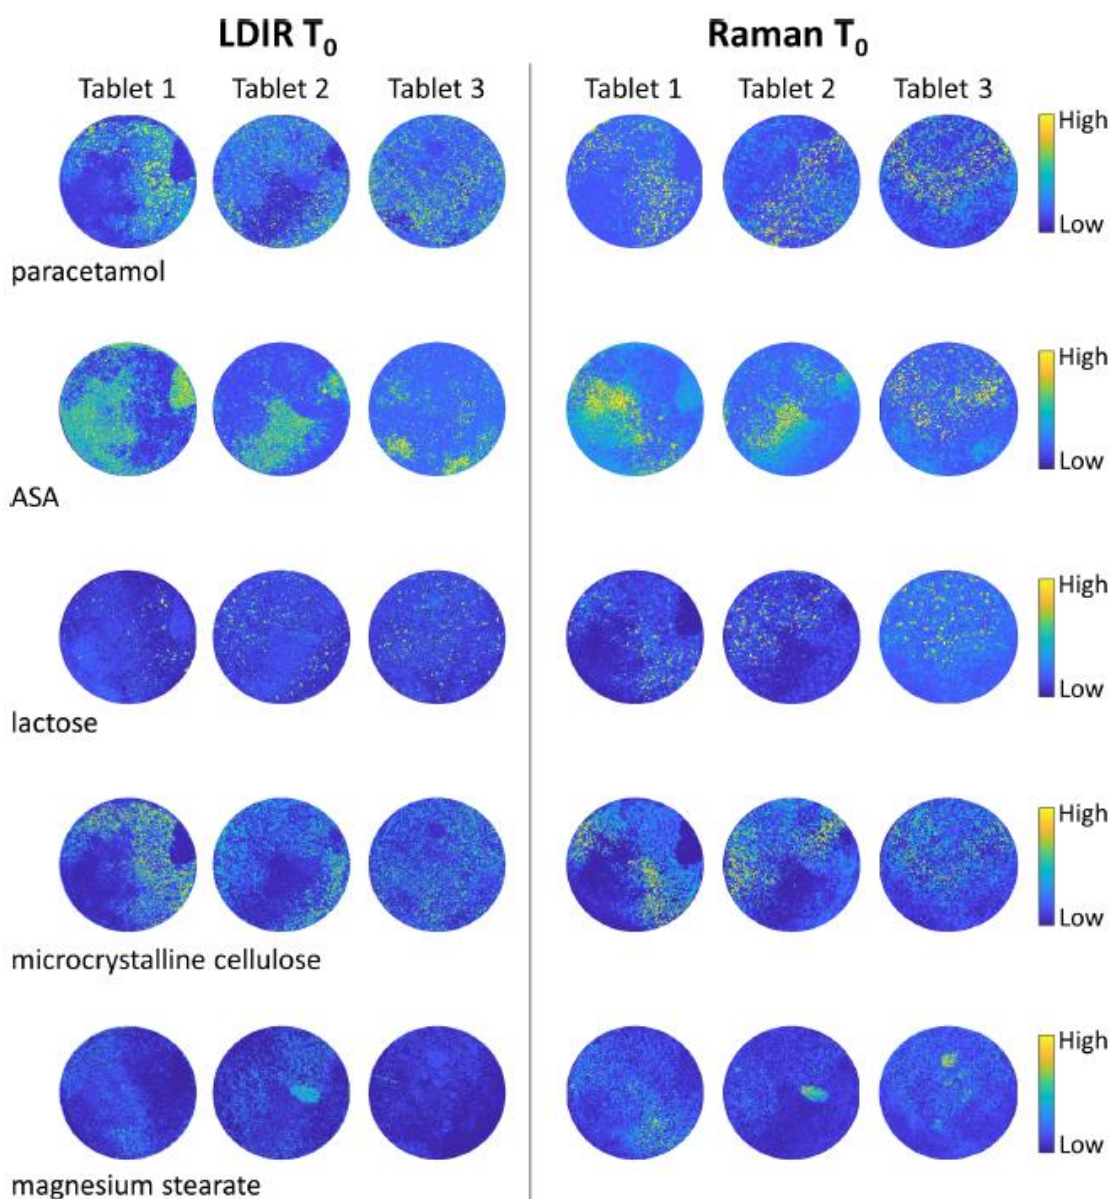 LDIR T0 Raman T0
Tablet 1 Tablet 2 Tablet 3 Tablet 1 Tablet 2 Tablet 3
High
Low
paracetamol
High
Low
ASA
High
Low
lactose
High
Low
microcrystalline cellulose
High
Low
magnesium stearate